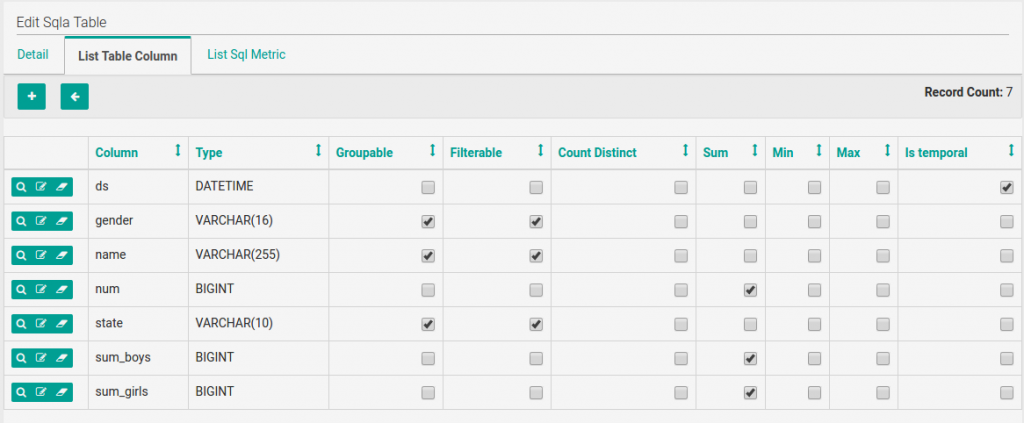 Edit Sqla Table
Detail List Table Column List Sql Metric
Record Count: 7
Column Type Groupable Filterable Count Distinct Sum Min Max Is temporal
ds DATETIME
gender VARCHAR(16)
name VARCHAR(255)
num BIGINT
state VARCHAR(10)
sum_boys BIGINT
sum_girls BIGINT